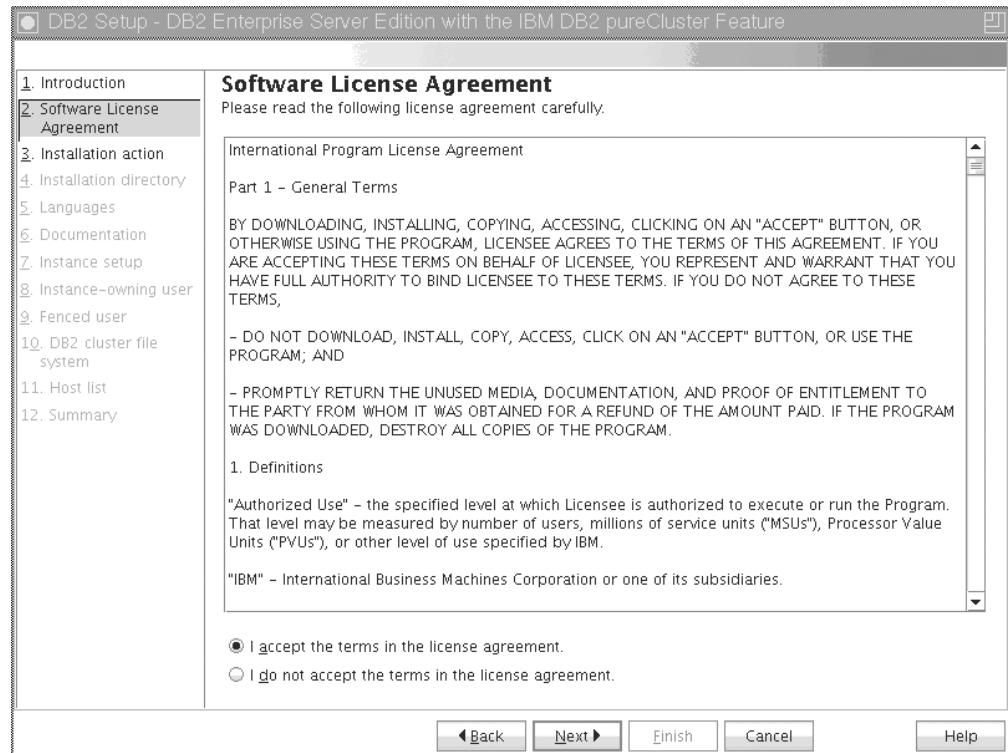 DB2 Setup - DB2 Enterprise Server Edition with the IBM DB2 pureCluster Feature
1. Introduction
2. Software License
Agreement
3. Installation action
4. Installation directory
5. Languages
6. Documentation
7. Instance setup
8. Instance-owning user
9. Fenced user
10. DB2 cluster file
system
11. Host list
12. Summary
Software License Agreement
Please read the following license agreement carefully.
International Program License Agreement
Part 1 - General Terms
BY DOWNLOADING, INSTALLING, COPYING, ACCESSING, CLICKING ON AN "ACCEPT" BUTTON, OR
OTHERWISE USING THE PROGRAM, LICENSEE AGREES TO THE TERMS OF THIS AGREEMENT. IF YOU
ARE ACCEPTING THESE TERMS ON BEHALF OF LICENSEE, YOU REPRESENT AND WARRANT THAT YOU
HAVE FULL AUTHORITY TO BIND LICENSEE TO THESE TERMS. IF YOU DO NOT AGREE TO THESE
TERMS,
- DO NOT DOWNLOAD, INSTALL, COPY, ACCESS, CLICK ON AN "ACCEPT" BUTTON, OR USE THE
PROGRAM; AND
- PROMPTLY RETURN THE UNUSED MEDIA, DOCUMENTATION, AND PROOF OF ENTITLEMENT TO
THE PARTY FROM WHOM IT WAS OBTAINED FOR A REFUND OF THE AMOUNT PAID. IF THE PROGRAM
WAS DOWNLOADED, DESTROY ALL COPIES OF THE PROGRAM.
1. Definitions
"Authorized Use" - the specified level at which Licensee is authorized to execute or run the Program.
That level may be measured by number of users, millions of service units ("MSUs"), Processor Value
Units ("PVUs"), or other level of use specified by IBM.
"IBM" - International Business Machines Corporation or one of its subsidiaries.
I accept the terms in the license agreement.
I do not accept the terms in the license agreement.
Back Next Finish Cancel Help